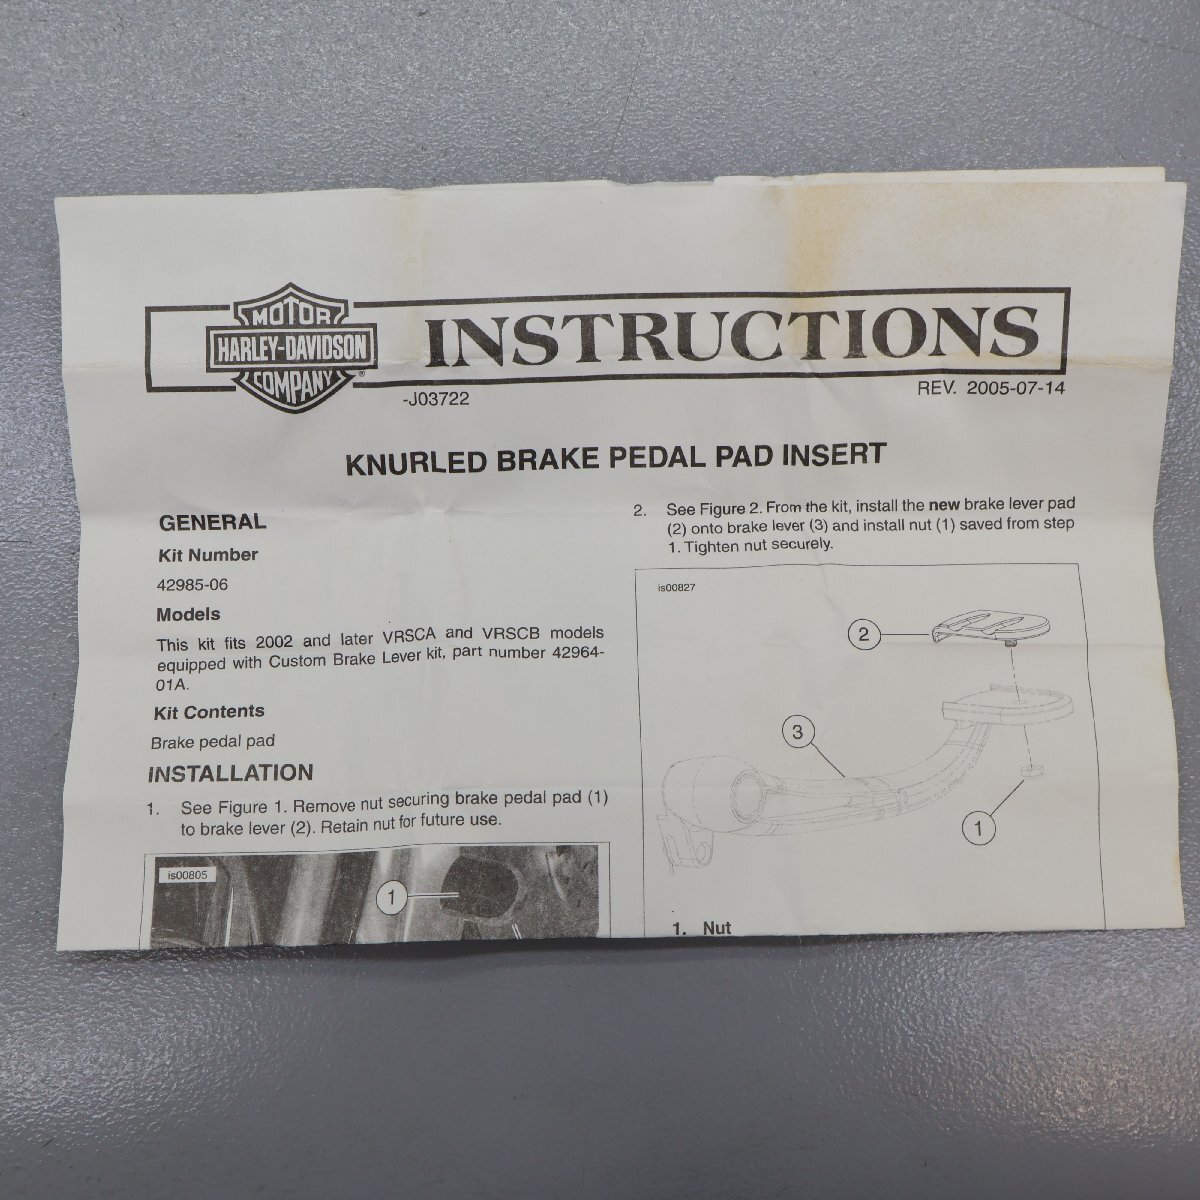 MOTOR
HARLEY-DAVIDSON
COMPANY
®
INSTRUCTIONS
-J03722
REV. 2005-07-14
KNURLED BRAKE PEDAL PAD INSERT
GENERAL
Kit Number
42985-06
Models
This kit fits 2002 and later VRSCA and VRSCB models
equipped with Custom Brake Lever kit, part number 42964-
01A.
Kit Contents
Brake pedal pad
INSTALLATION
1. See Figure 1. Remove nut securing brake pedal pad (1)
to brake lever (2). Retain nut for future use.
is00805
1
2. See Figure 2. From the kit, install the new brake lever pad
(2) onto brake lever (3) and install nut (1) saved from step
1. Tighten nut securely.
is00827
2
3
1
1. Nut